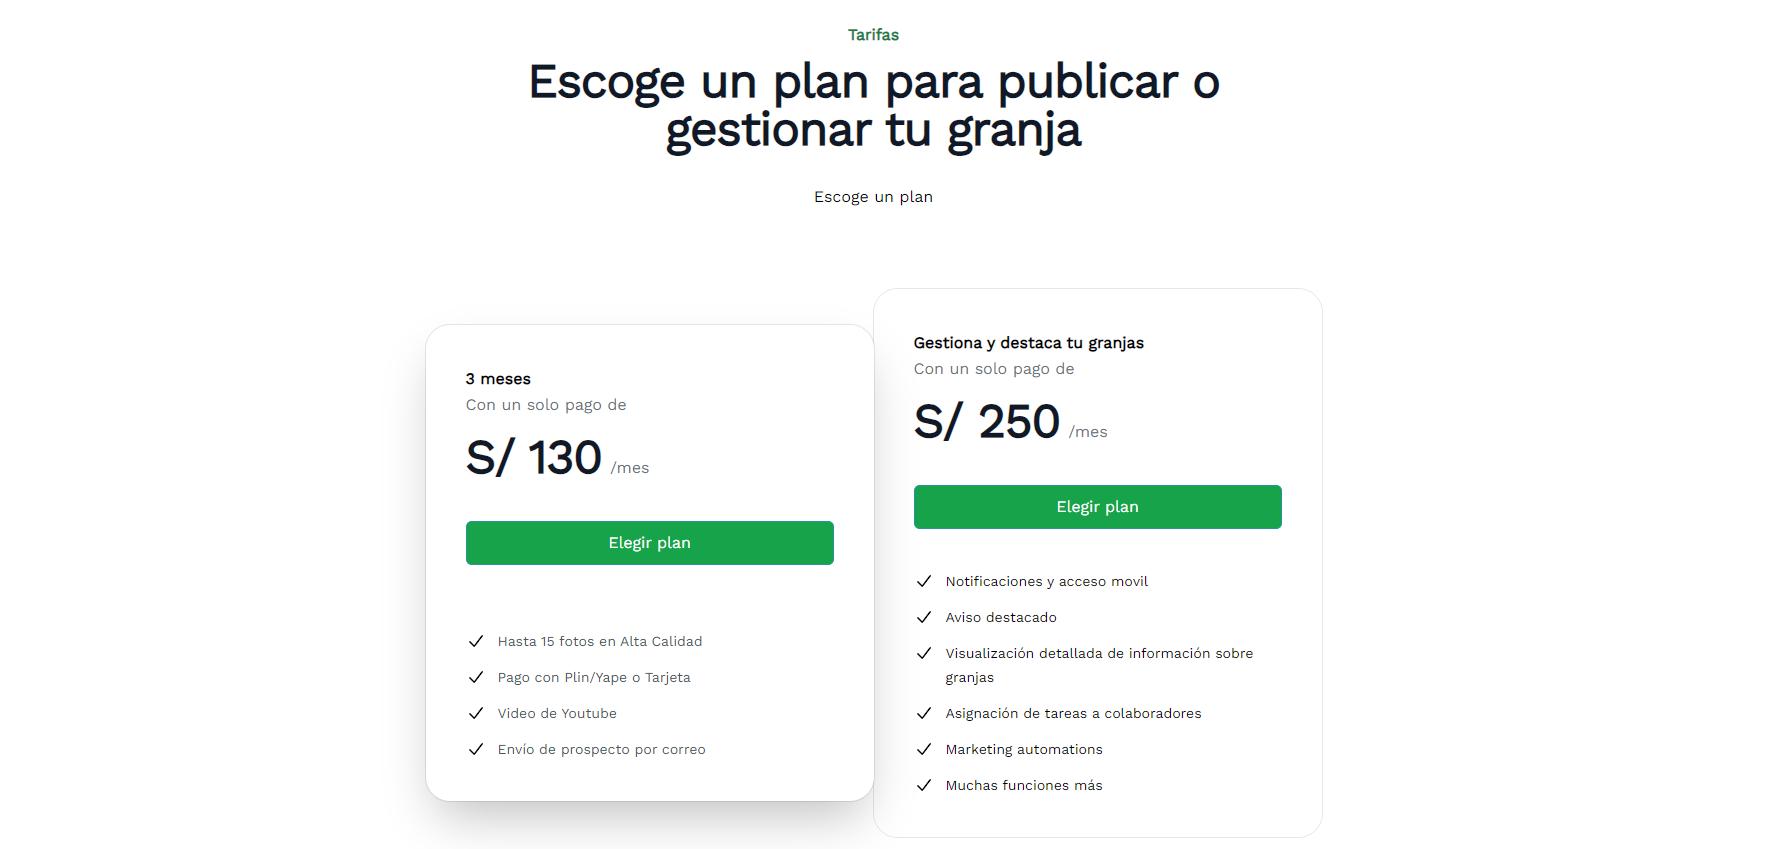 Tarifas
Escoge un plan para publicar o
gestionar tu granja
Escoge un plan
3 meses
Con un solo pago de
S/ 130 /mes
Elegir plan
Hasta 15 fotos en Alta Calidad
Pago con Plin/Yape o Tarjeta
Video de Youtube
Envío de prospecto por correo
Gestiona y destaca tu granjas
Con un solo pago de
S/ 250 /mes
Elegir plan
Notificaciones y acceso movil
Aviso destacado
Visualización detallada de información sobre
granjas
Asignación de tareas a colaboradores
Marketing automations
Muchas funciones más